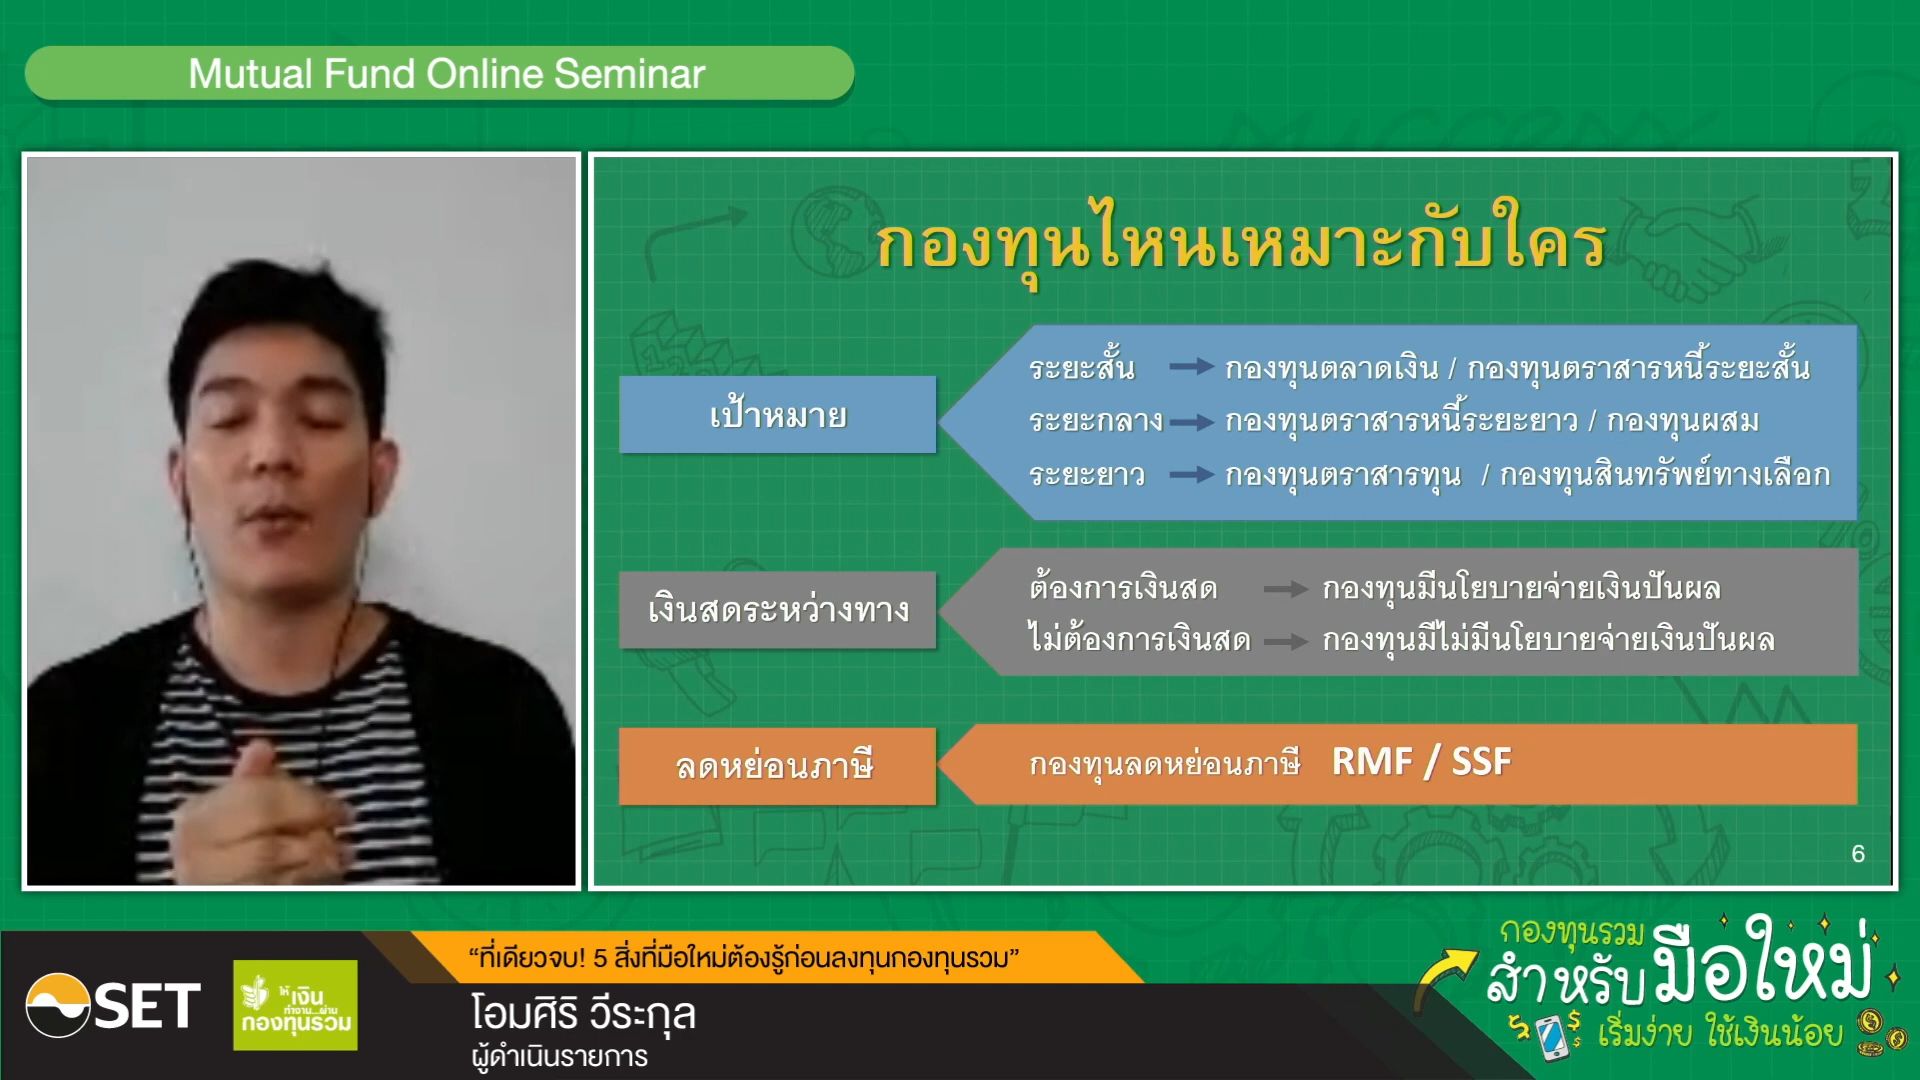 Mutual Fund Online Seminar
กองทุนไหนเหมาะกับใคร
เป้าหมาย
ระยะสั้น กองทุนตลาดเงิน / กองทุนตราสารหนี้ระยะสั้น
ระยะกลาง กองทุนตราสารหนี้ระยะยาว / กองทุนผสม
ระยะยาว กองทุนตราสารทุน / กองทุนสินทรัพย์ทางเลือก
เงินสดระหว่างทาง
ต้องการเงินสด กองทุนมีนโยบายจ่ายเงินปันผล
ไม่ต้องการเงินสด กองทุนมีไม่มีนโยบายจ่ายเงินปันผล
ลดหย่อนภาษี
กองทุนลดหย่อนภาษี RMF / SSF
6
SET
ให้เงิน
ทำงาน...ผ่าน
กองทุนรวม
“ที่เดียวจบ! 5 สิ่งที่มือใหม่ต้องรู้ก่อนลงทุนกองทุนรวม”
โอมศิริ วีระกุล
ผู้ดำเนินรายการ
กองทุนรวม
สำหรับมือใหม่
เริ่มง่าย ใช้เงินน้อย